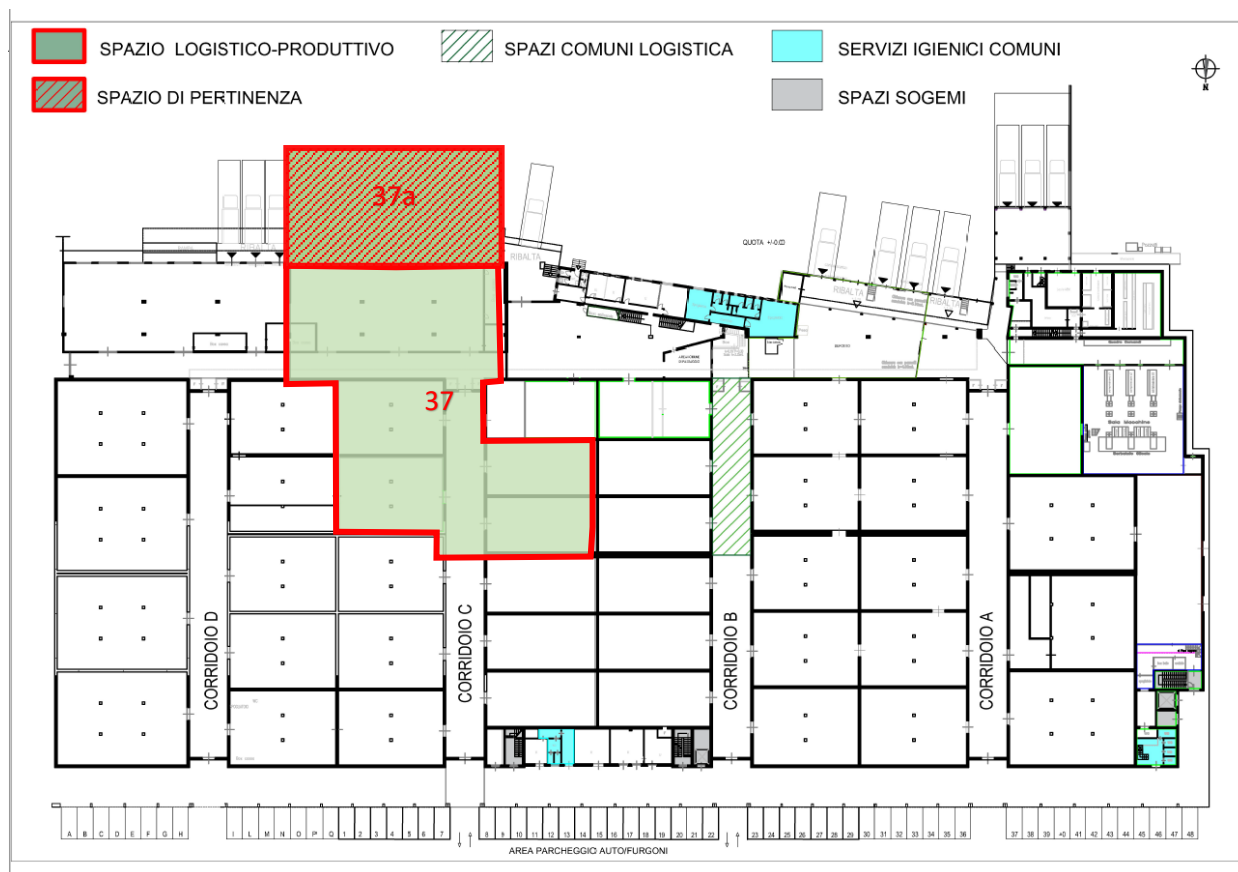 SPAZIO LOGISTICO-PRODUTTIVO
SPAZI COMUNI LOGISTICA
SERVIZI IGIENICI COMUNI
SPAZIO DI PERTINENZA
SPAZI SOGEMI
N
37a
RIBALTA
RIBALTA
QUOTA +/-0.00
RIBALTA
RIBALTA
37
CORRIDOIO D
CORRIDOIO C
CORRIDOIO B
CORRIDOIO A
A B C D E F G H I L M N O P Q 1 2 3 4 5 6 7 8 9 10 11 12 13 14 15 16 17 18 19 20 21 22 23 24 25 26 27 28 29 30 31 32 33 34 35 36 37 38 39 40 41 42 43 44 45 46 47 48
AREA PARCHEGGIO AUTO/FURGONI